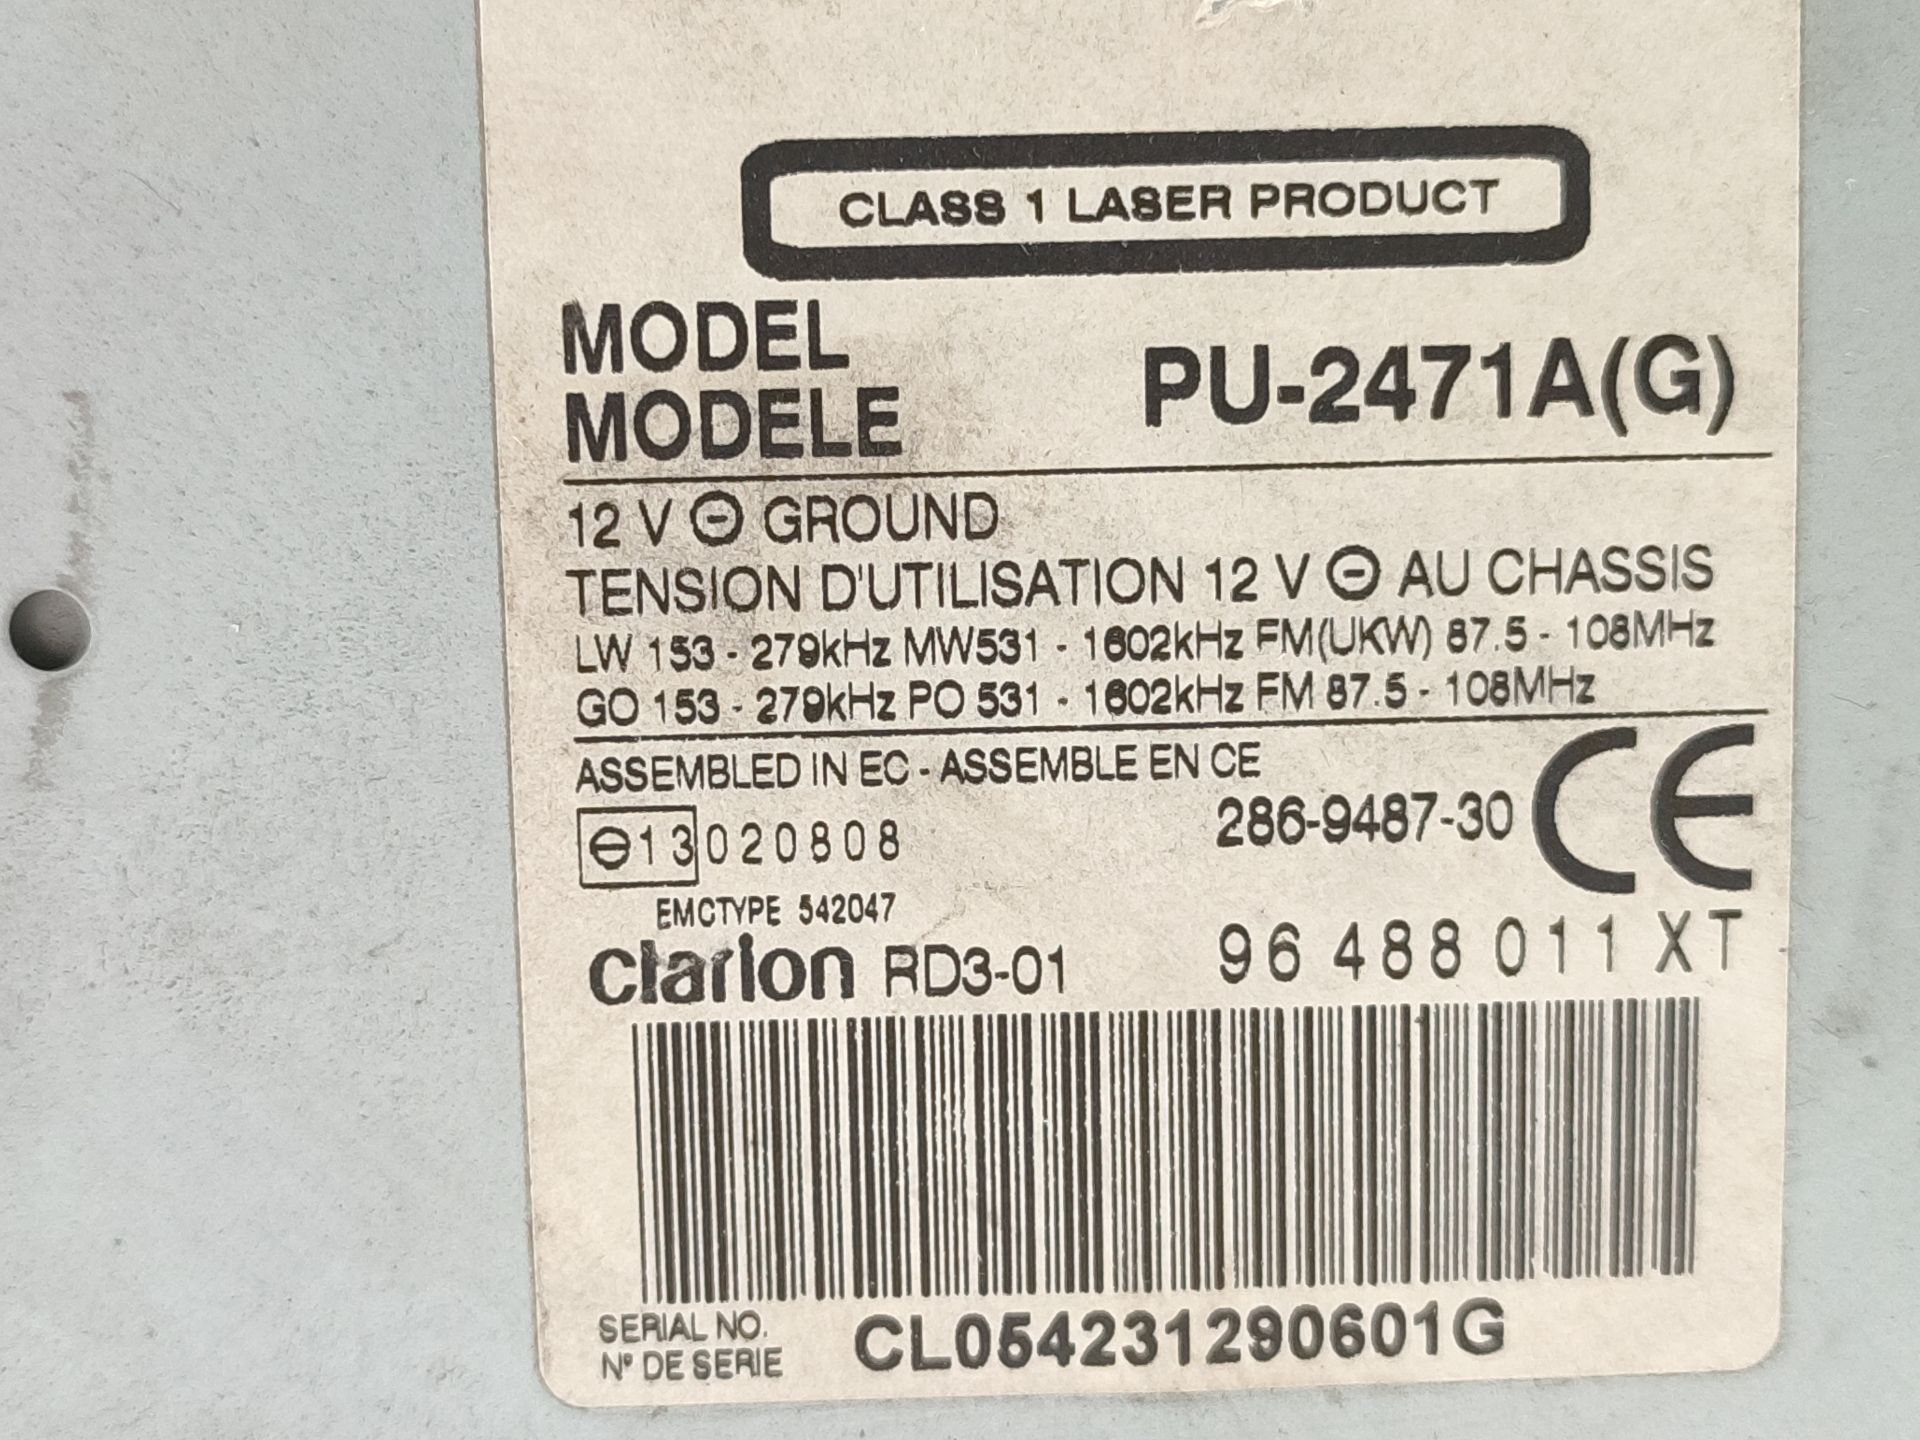 CLASS 1 LASER PRODUCT
MODEL
MODELE
PU-2471A(G)
12 V ⊖ GROUND
TENSION D'UTILISATION 12 V ⊖ AU CHASSIS
LW 153 - 279kHz MW531 - 1602kHz FM(UKW) 87.5 - 108MHz
GO 153 - 279kHz PO 531 - 1602kHz FM 87.5 - 108MHz
ASSEMBLED IN EC - ASSEMBLE EN CE
⊖13 020808
286-9487-30 CE
EMCTYPE 542047
clarion RD3-01
96 488 011 XT
SERIAL NO.
Nº DE SERIE
CL054231290601G